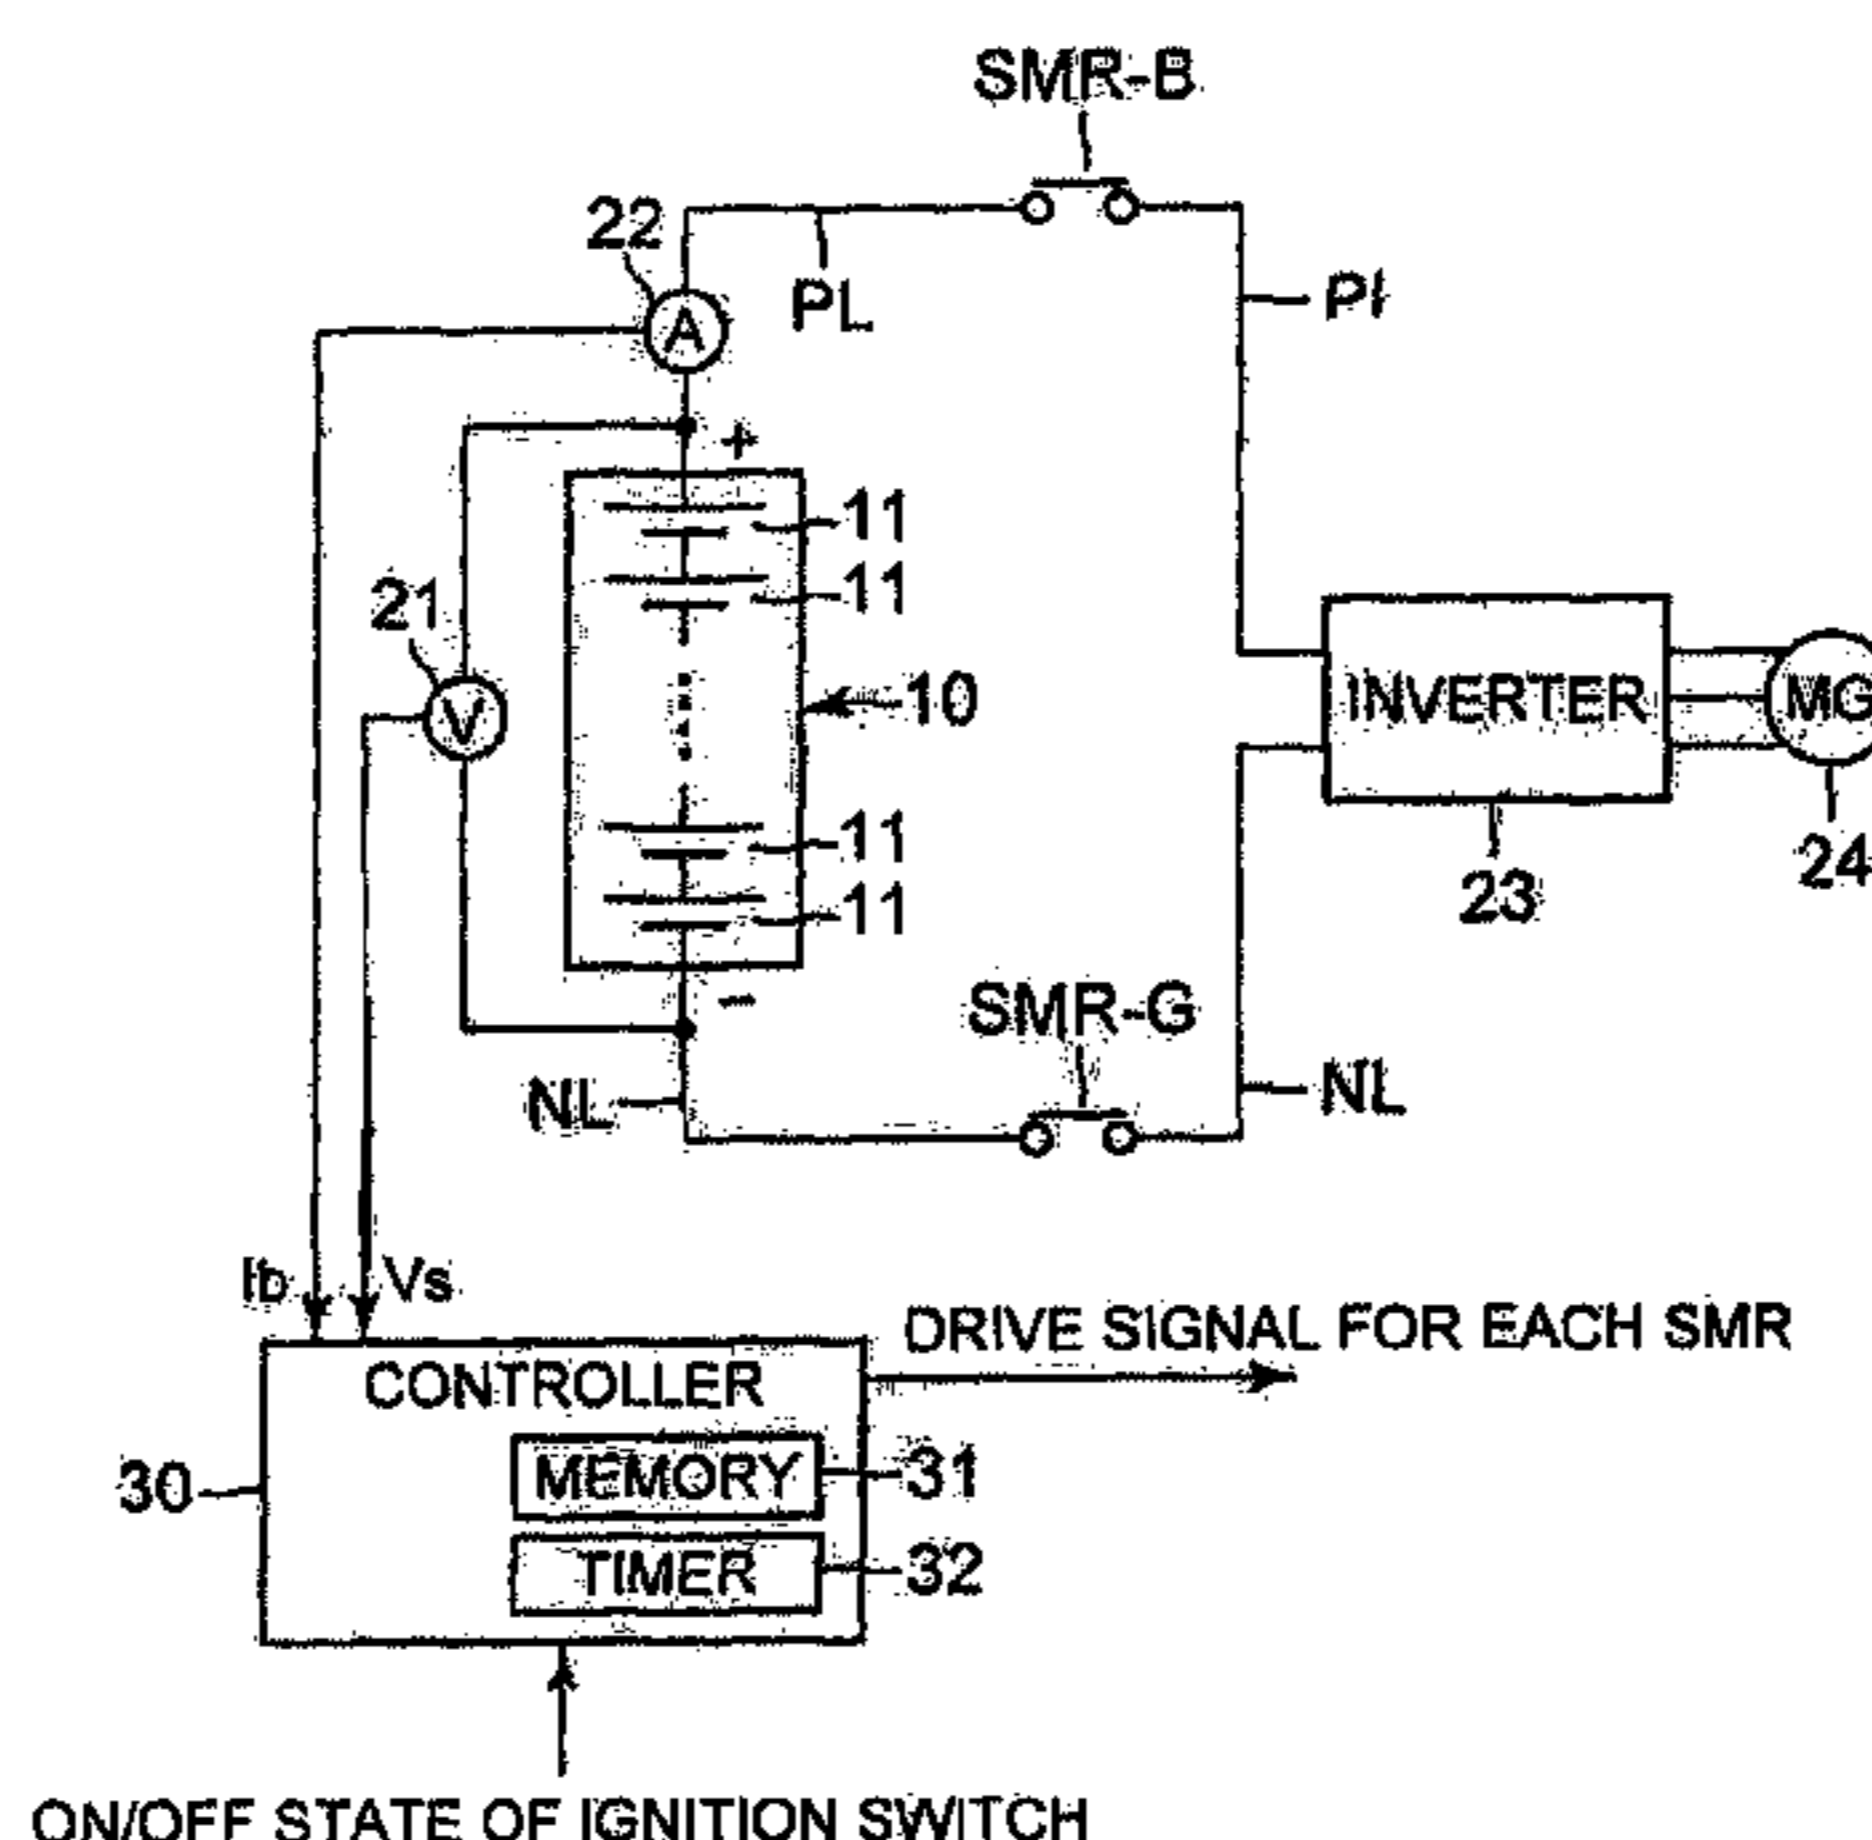 SMR-B
22
PL
PI
A
+
11
11
21
10
V
INVERTER
MG
11
11
23
24
−
SMR-G
NL
NL
Ib
Vs
DRIVE SIGNAL FOR EACH SMR
CONTROLLER
30
MEMORY
31
TIMER
32
ON/OFF STATE OF IGNITION SWITCH